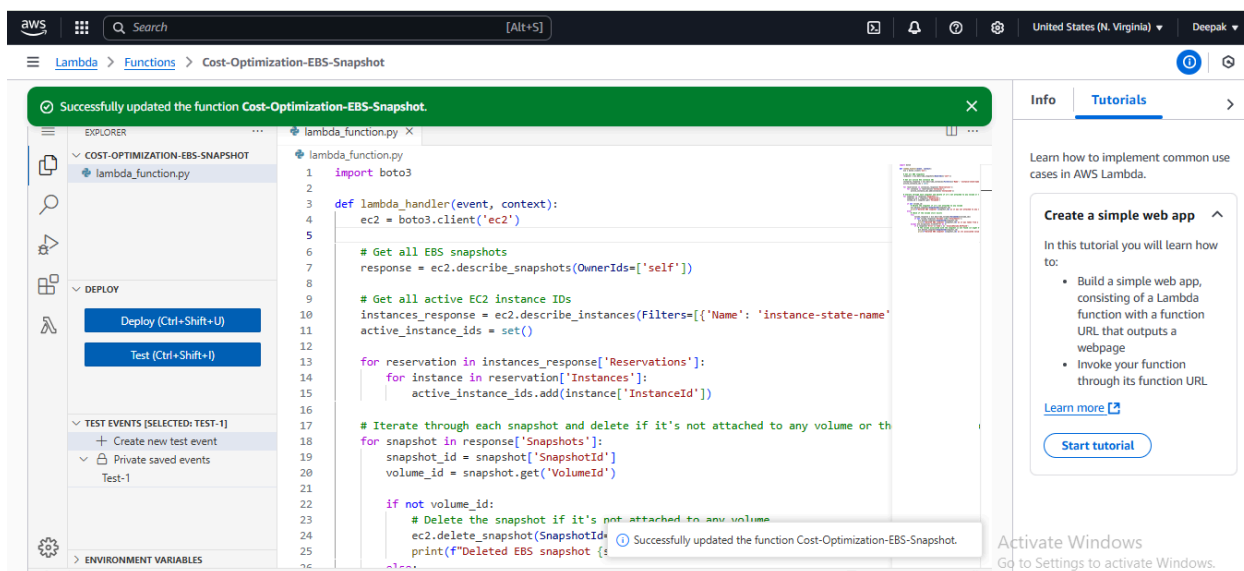 aws
Search
[Alt+S]
United States (N. Virginia)
Deepak
Lambda > Functions > Cost-Optimization-EBS-Snapshot
Successfully updated the function Cost-Optimization-EBS-Snapshot.
EXPLORER
COST-OPTIMIZATION-EBS-SNAPSHOT
lambda_function.py
DEPLOY
Deploy (Ctrl+Shift+U)
Test (Ctrl+Shift+I)
TEST EVENTS [SELECTED: TEST-1]
Create new test event
Private saved events
Test-1
ENVIRONMENT VARIABLES
lambda_function.py
lambda_function.py
1 import boto3
2
3 def lambda_handler(event, context):
4 ec2 = boto3.client('ec2')
5
6 # Get all EBS snapshots
7 response = ec2.describe_snapshots(OwnerIds=['self'])
8
9 # Get all active EC2 instance IDs
10 instances_response = ec2.describe_instances(Filters=[{'Name': 'instance-state-name'
11 active_instance_ids = set()
12
13 for reservation in instances_response['Reservations']:
14 for instance in reservation['Instances']:
15 active_instance_ids.add(instance['InstanceId'])
16
17 # Iterate through each snapshot and delete if it's not attached to any volume or th
18 for snapshot in response['Snapshots']:
19 snapshot_id = snapshot['SnapshotId']
20 volume_id = snapshot.get('VolumeId')
21
22 if not volume_id:
23 # Delete the snapshot if it's not attached to any volume
24 ec2.delete_snapshot(SnapshotId=
25 print(f"Deleted EBS snapshot {
26 else:
Successfully updated the function Cost-Optimization-EBS-Snapshot.
Info
Tutorials
Learn how to implement common use
cases in AWS Lambda.
Create a simple web app
In this tutorial you will learn how
to:
• Build a simple web app,
consisting of a Lambda
function with a function
URL that outputs a
webpage
• Invoke your function
through its function URL
Learn more
Start tutorial
Activate Windows
Go to Settings to activate Windows.